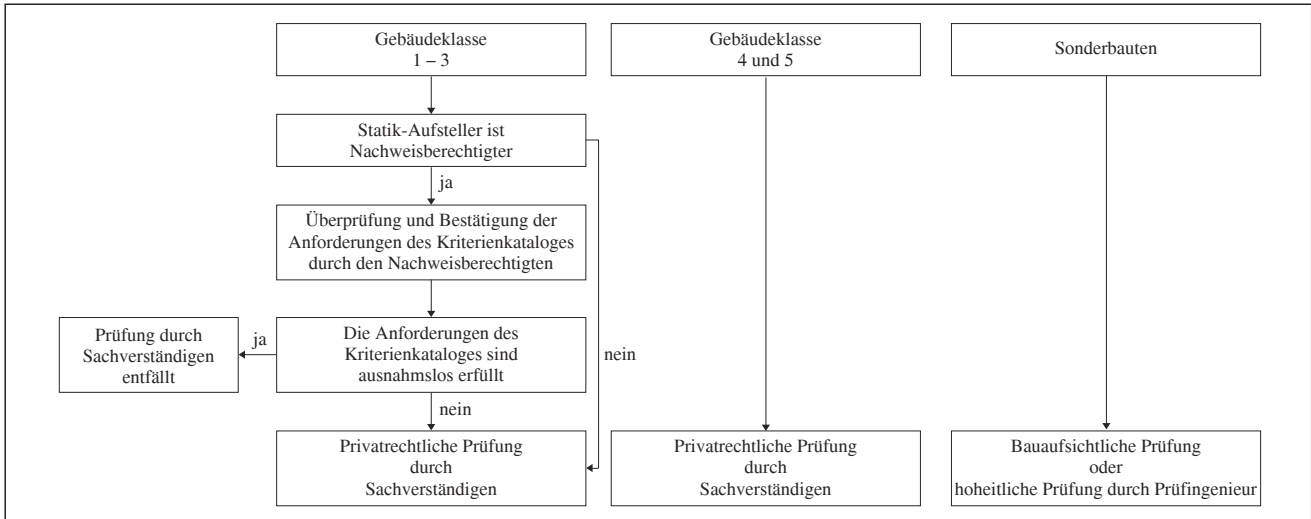 Gebäudeklasse
1 – 3
Gebäudeklasse
4 und 5
Sonderbauten
Statik-Aufsteller ist
Nachweisberechtigter
ja
Überprüfung und Bestätigung der
Anforderungen des Kriterienkataloges
durch den Nachweisberechtigten
Prüfung durch
Sachverständigen
entfällt
ja
Die Anforderungen des
Kriterienkataloges sind
ausnahmslos erfüllt
nein
nein
Privatrechtliche Prüfung
durch
Sachverständigen
Privatrechtliche Prüfung
durch
Sachverständigen
Bauaufsichtliche Prüfung
oder
hoheitliche Prüfung durch Prüfingenieur